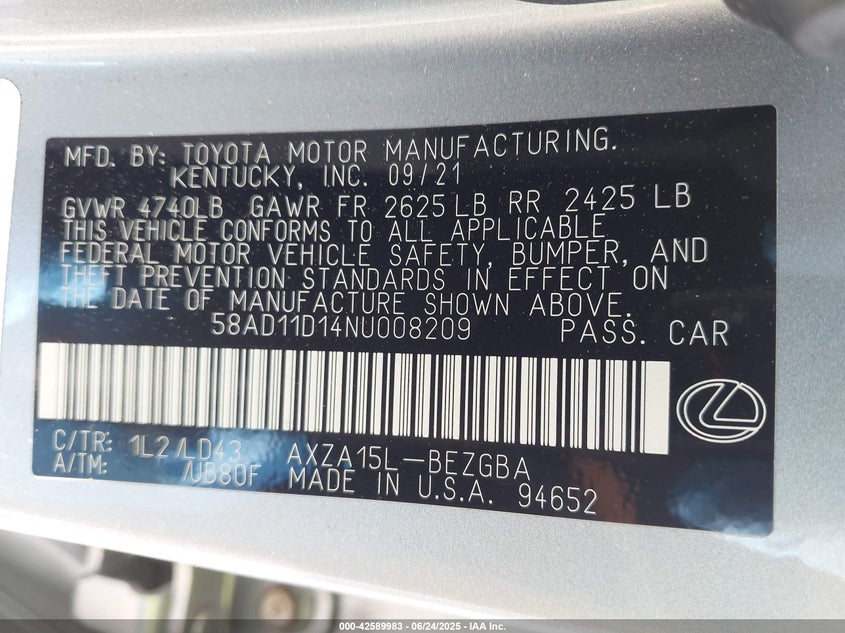 MFD. BY: TOYOTA MOTOR MANUFACTURING.
KENTUCKY, INC. 09/21
GVWR 4740LB GAWR FR 2625 LB RR 2425 LB
THIS VEHICLE CONFORMS TO ALL APPLICABLE
FEDERAL MOTOR VEHICLE SAFETY, BUMPER, AND
THEFT PREVENTION STANDARDS IN EFFECT ON
THE DATE OF MANUFACTURE SHOWN ABOVE.
58AD11D14NU008209 PASS. CAR
C/TR: 1L2/LD43 AXZA15L-BEZGBA
A/TM: /UB80F MADE IN U.S.A. 94652
000-42589983 - 06/24/2025 - IAA Inc.